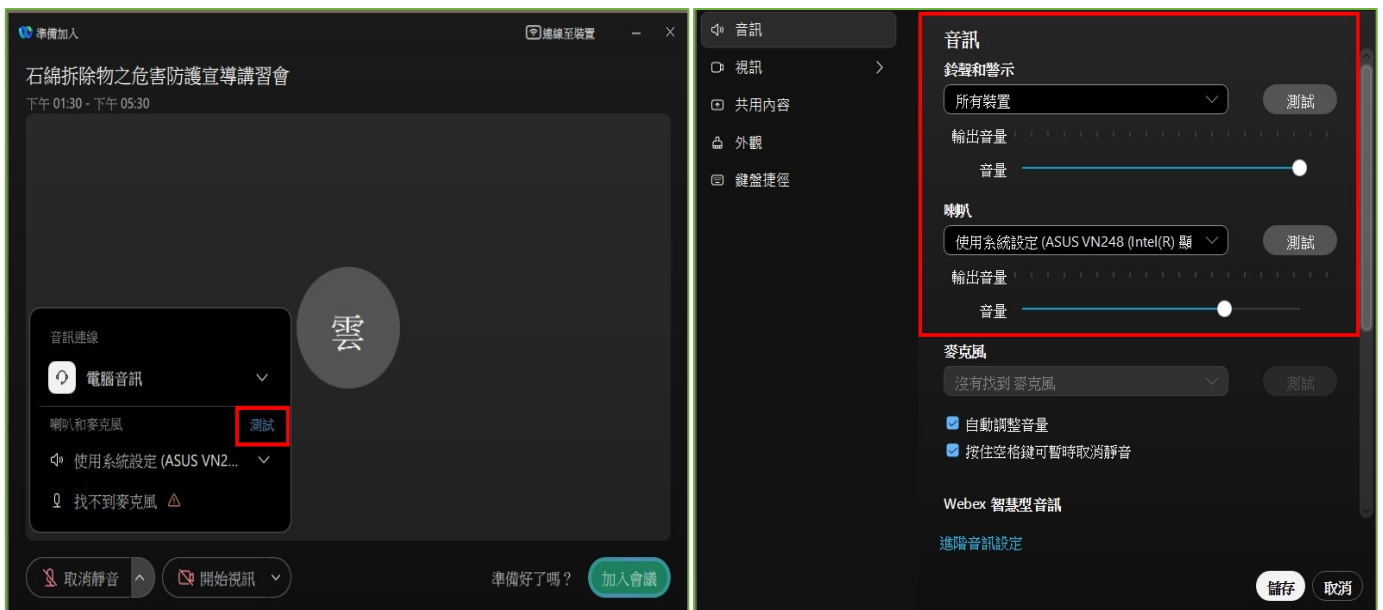 準備加入
連線至裝置
石綿拆除物之危害防護宣導講習會
下午 01:30 - 下午 05:30
雲
音訊連線
電腦音訊
喇叭和麥克風 測試
使用系統設定 (ASUS VN2...
找不到麥克風
取消靜音
開始視訊
準備好了嗎？
加入會議
音訊
視訊
共用內容
外觀
鍵盤捷徑
音訊
鈴聲和警示
所有裝置 測試
輸出音量
音量
喇叭
使用系統設定 (ASUS VN248 (Intel(R) 顯 測試
輸出音量
音量
麥克風
沒有找到 麥克風 測試
自動調整音量
按住空格鍵可暫時取消靜音
Webex 智慧型音訊
進階音訊設定
儲存 取消